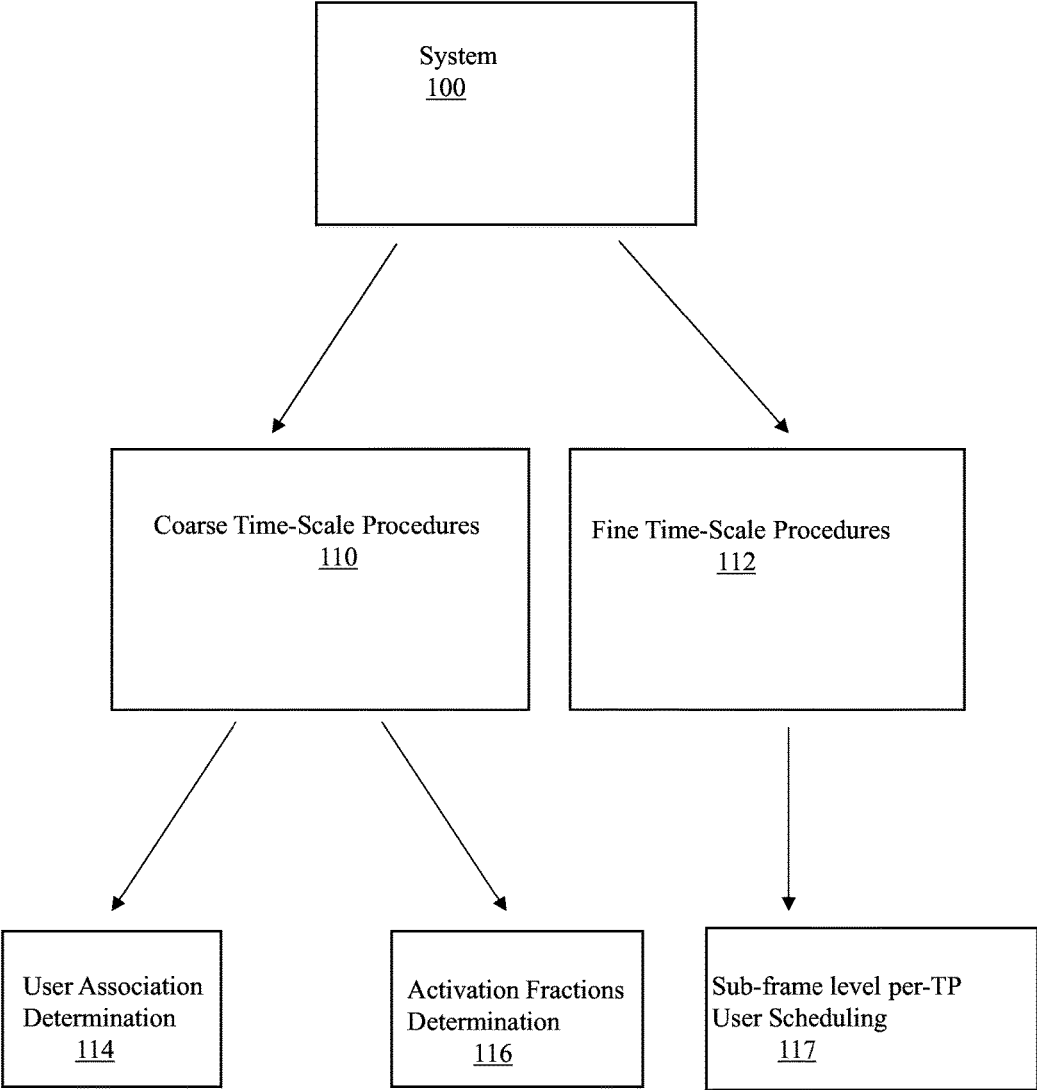 System
100
Coarse Time-Scale Procedures
110
Fine Time-Scale Procedures
112
User Association
Determination
114
Activation Fractions
Determination
116
Sub-frame level per-TP
User Scheduling
117